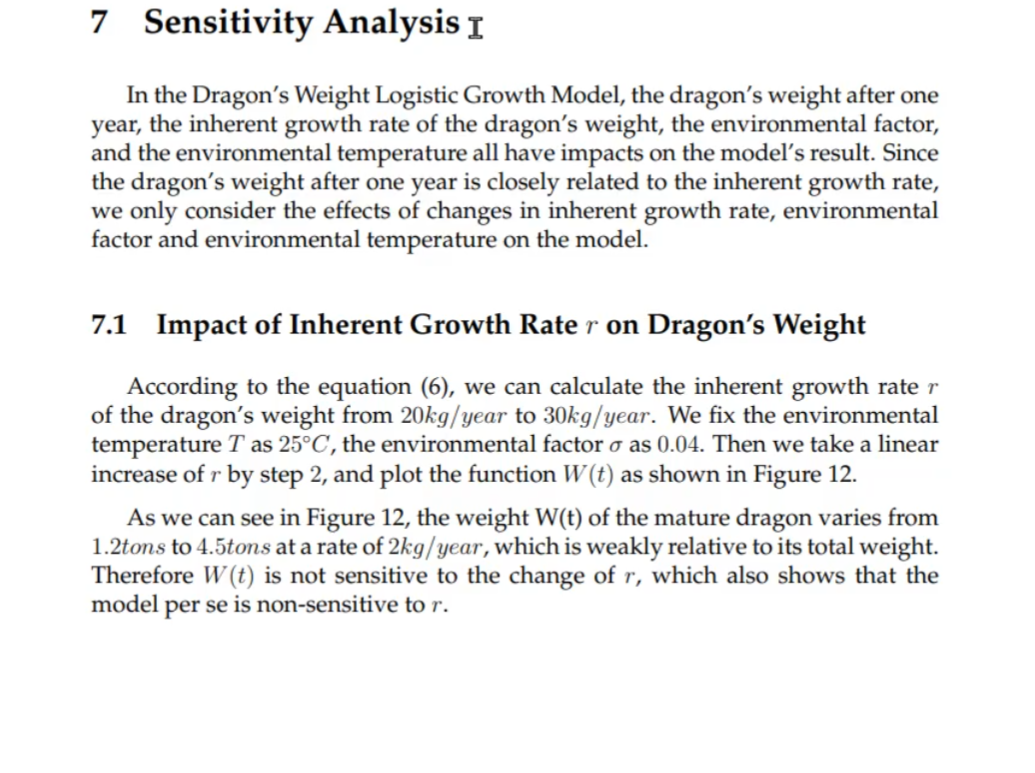 7 Sensitivity Analysis
In the Dragon's Weight Logistic Growth Model, the dragon's weight after one
year, the inherent growth rate of the dragon's weight, the environmental factor,
and the environmental temperature all have impacts on the model's result. Since
the dragon's weight after one year is closely related to the inherent growth rate,
we only consider the effects of changes in inherent growth rate, environmental
factor and environmental temperature on the model.
7.1 Impact of Inherent Growth Rate r on Dragon's Weight
According to the equation (6), we can calculate the inherent growth rate r
of the dragon's weight from 20kg/year to 30kg/year. We fix the environmental
temperature T as 25°C, the environmental factor σ as 0.04. Then we take a linear
increase of r by step 2, and plot the function W(t) as shown in Figure 12.
As we can see in Figure 12, the weight W(t) of the mature dragon varies from
1.2tons to 4.5tons at a rate of 2kg/year, which is weakly relative to its total weight.
Therefore W(t) is not sensitive to the change of r, which also shows that the
model per se is non-sensitive to r.